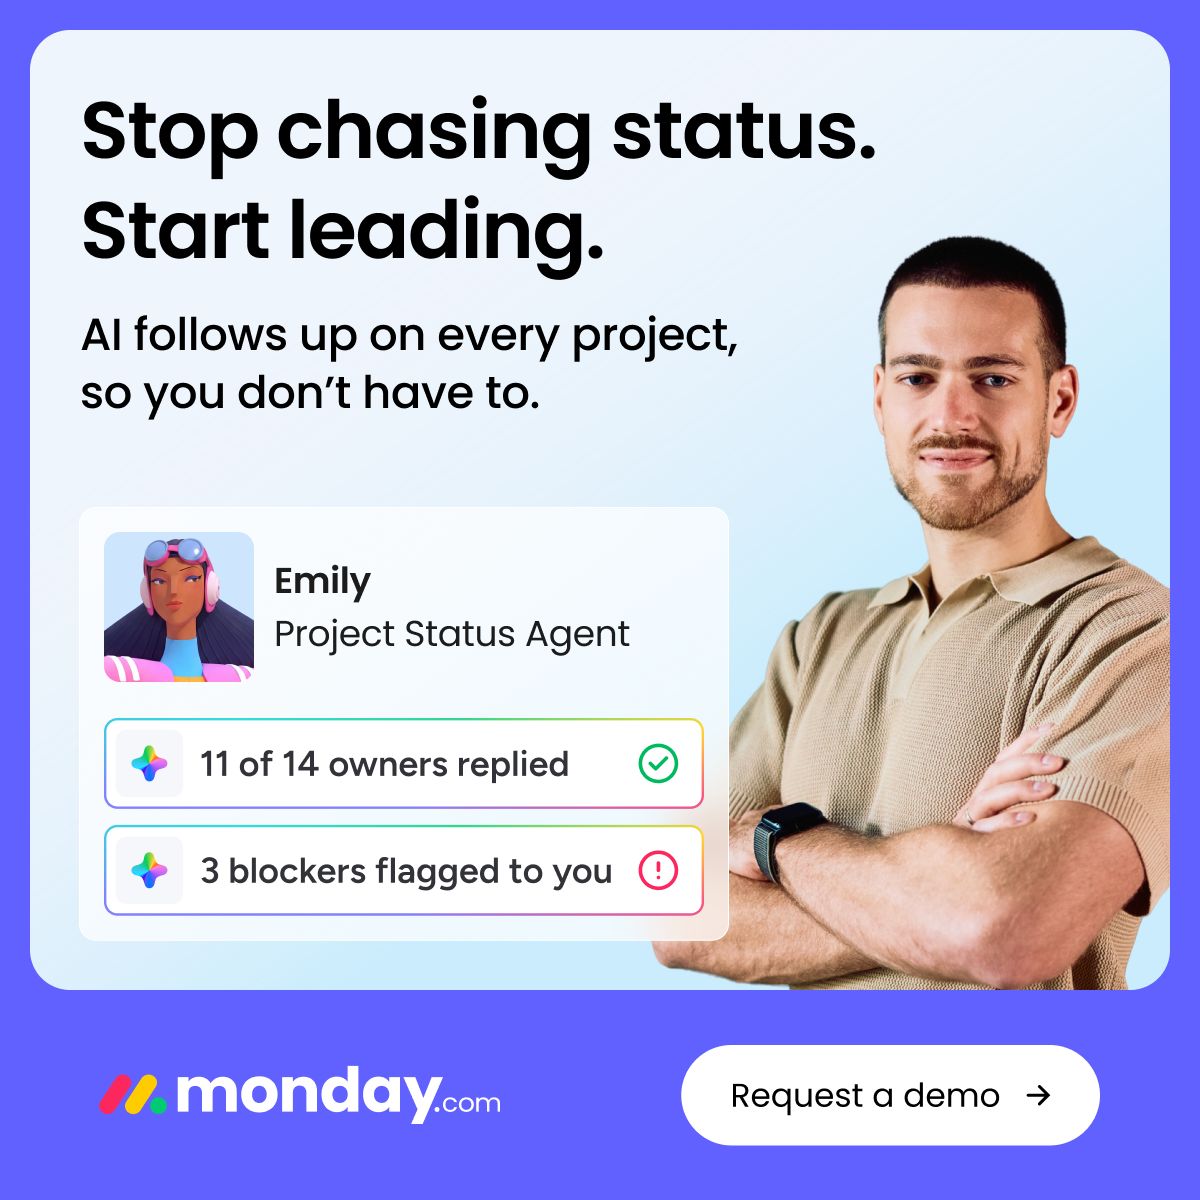 Stop chasing status.
Start leading.
AI follows up on every project,
so you don’t have to.
Emily
Project Status Agent
11 of 14 owners replied
3 blockers flagged to you
monday.com
Request a demo →